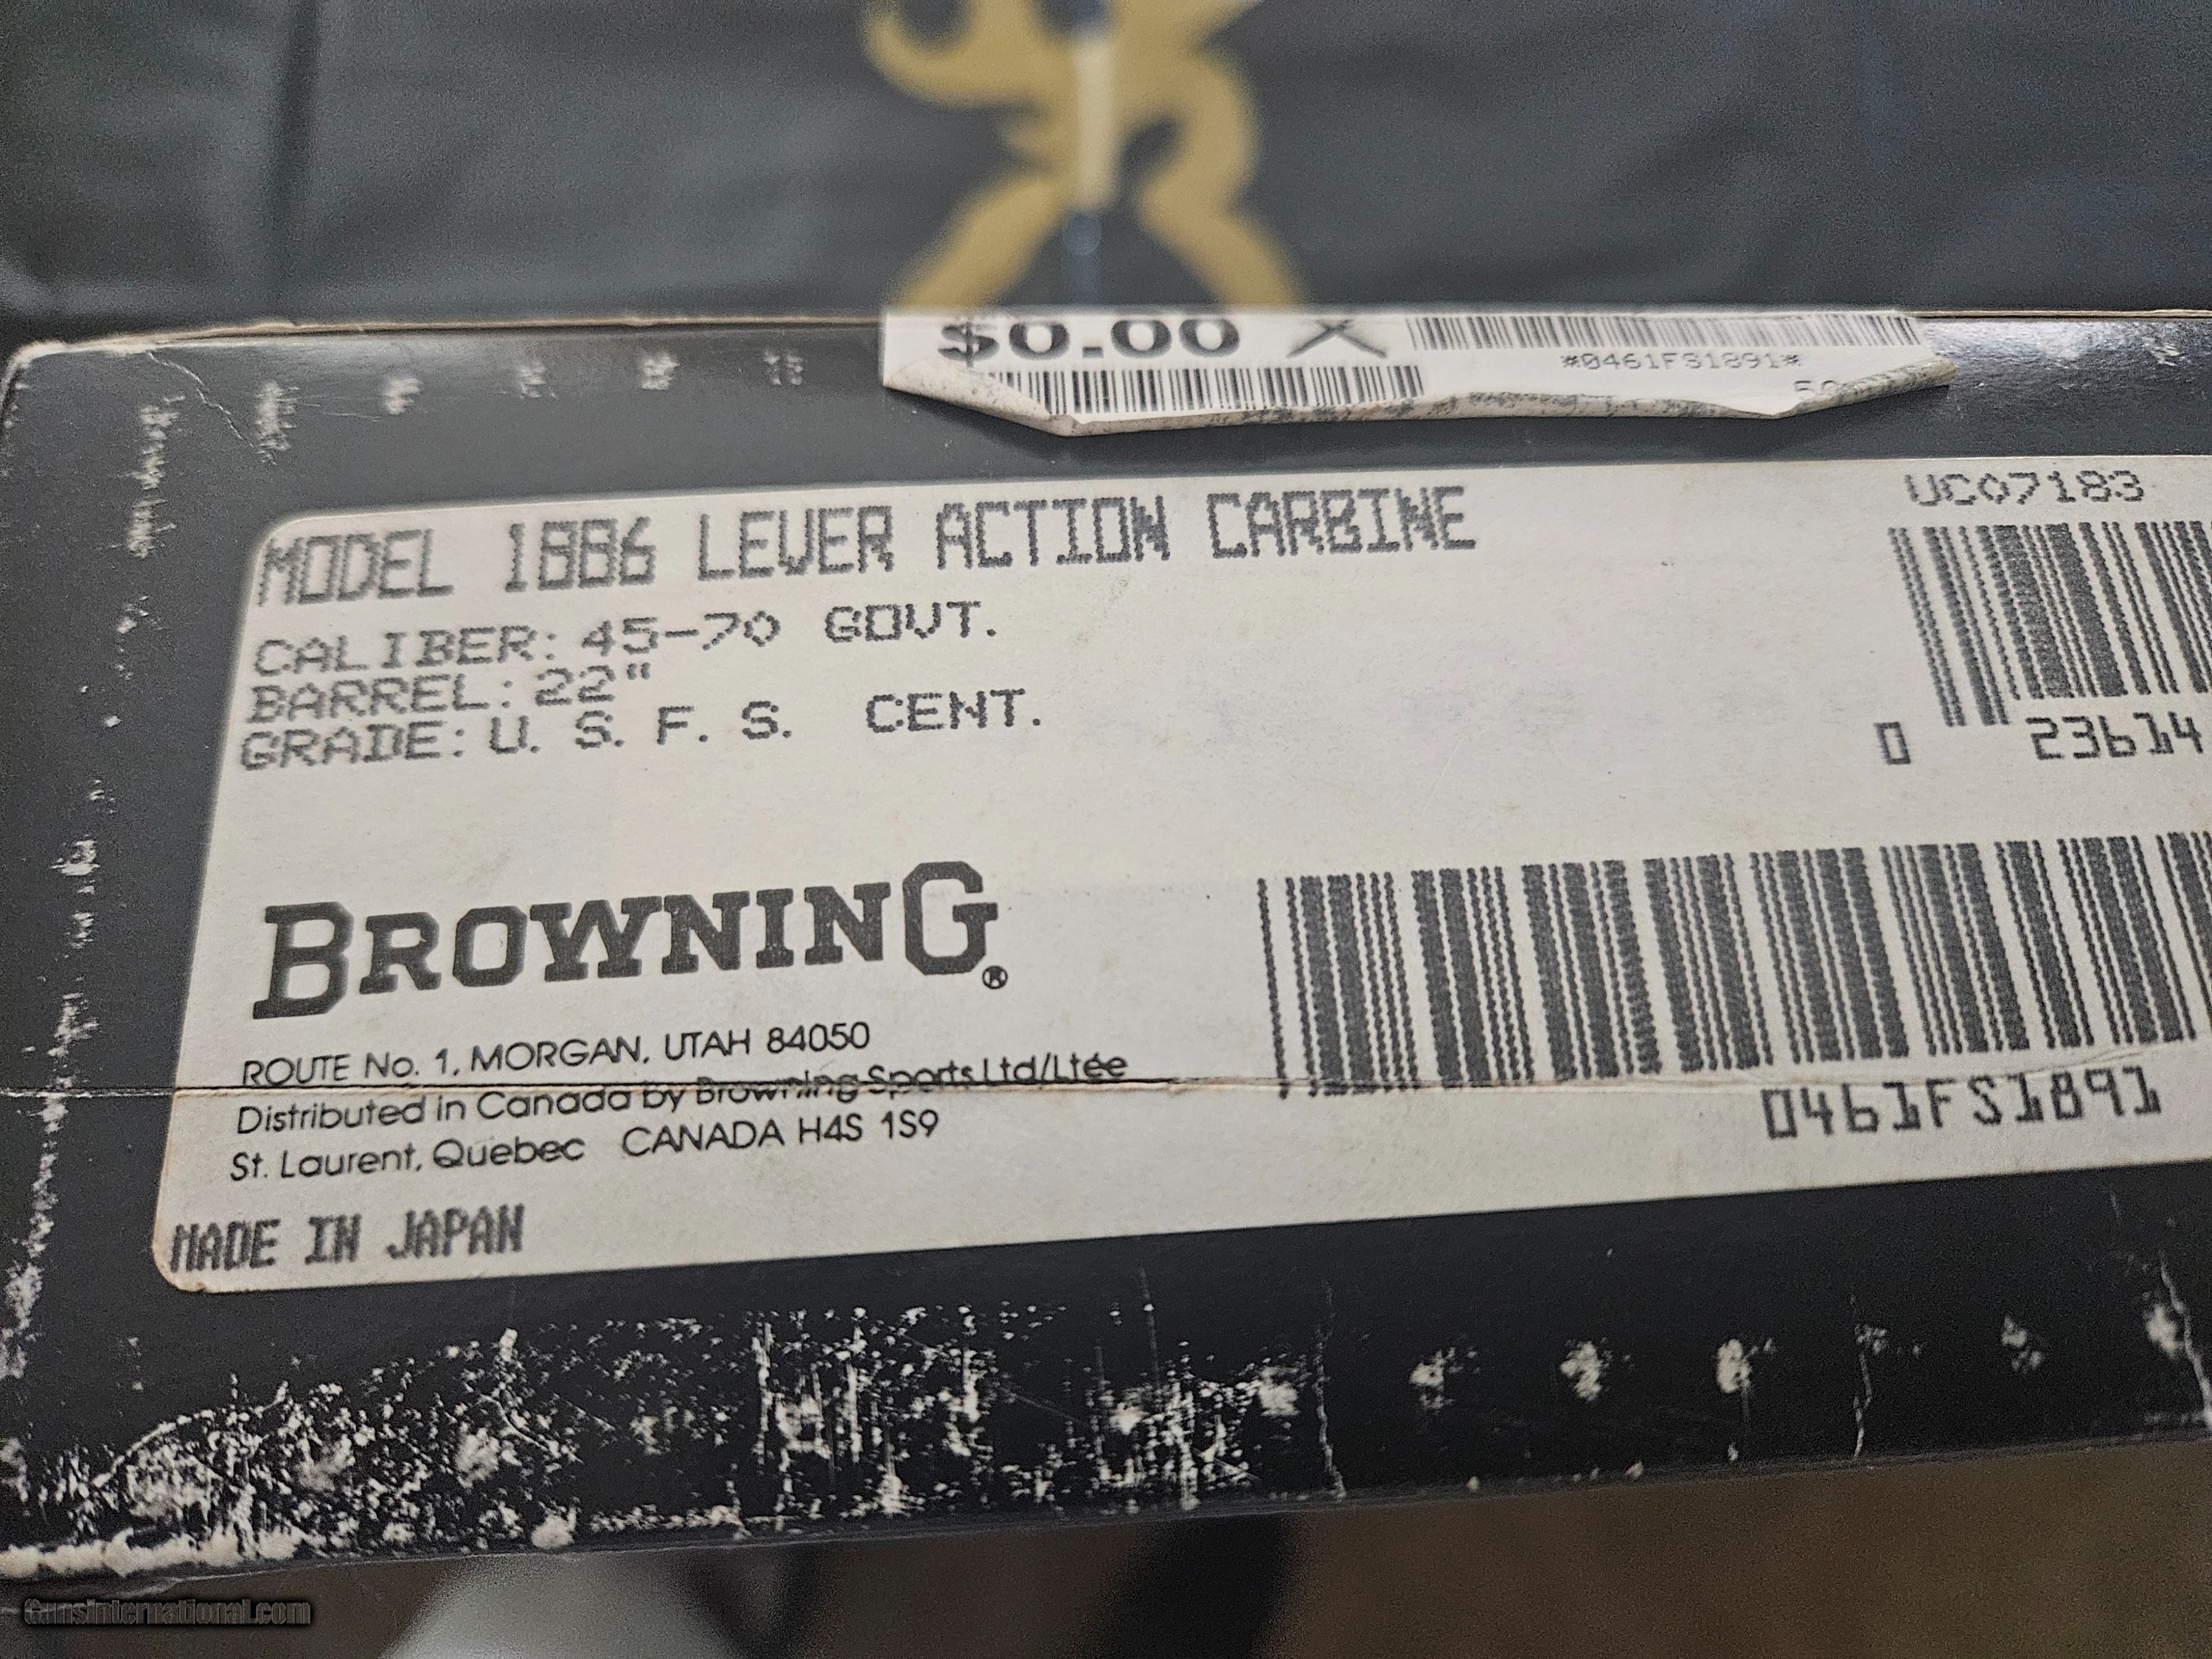 $0.00 X
*0461FS1891*
MODEL 1886 LEVER ACTION CARBINE
UC07183
CALIBER: 45-70 GOVT.
BARREL: 22"
GRADE: U. S. F. S. CENT.
0 23614
BROWNING®
ROUTE No. 1, MORGAN, UTAH 84050
Distributed in Canada by Browning Sports Ltd/Ltée
St. Laurent, Quebec CANADA H4S 1S9
0461FS1891
MADE IN JAPAN
Gunsinternational.com